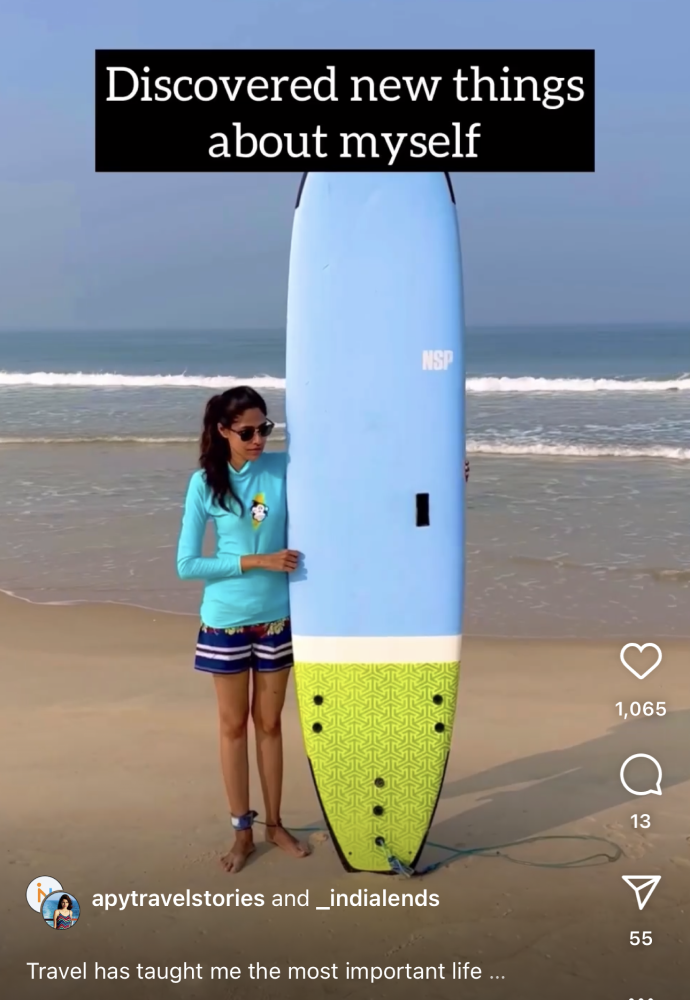 Discovered new things
about myself
NSP
1,065
13
apytravelstories and _indialends
55
Travel has taught me the most important life ...